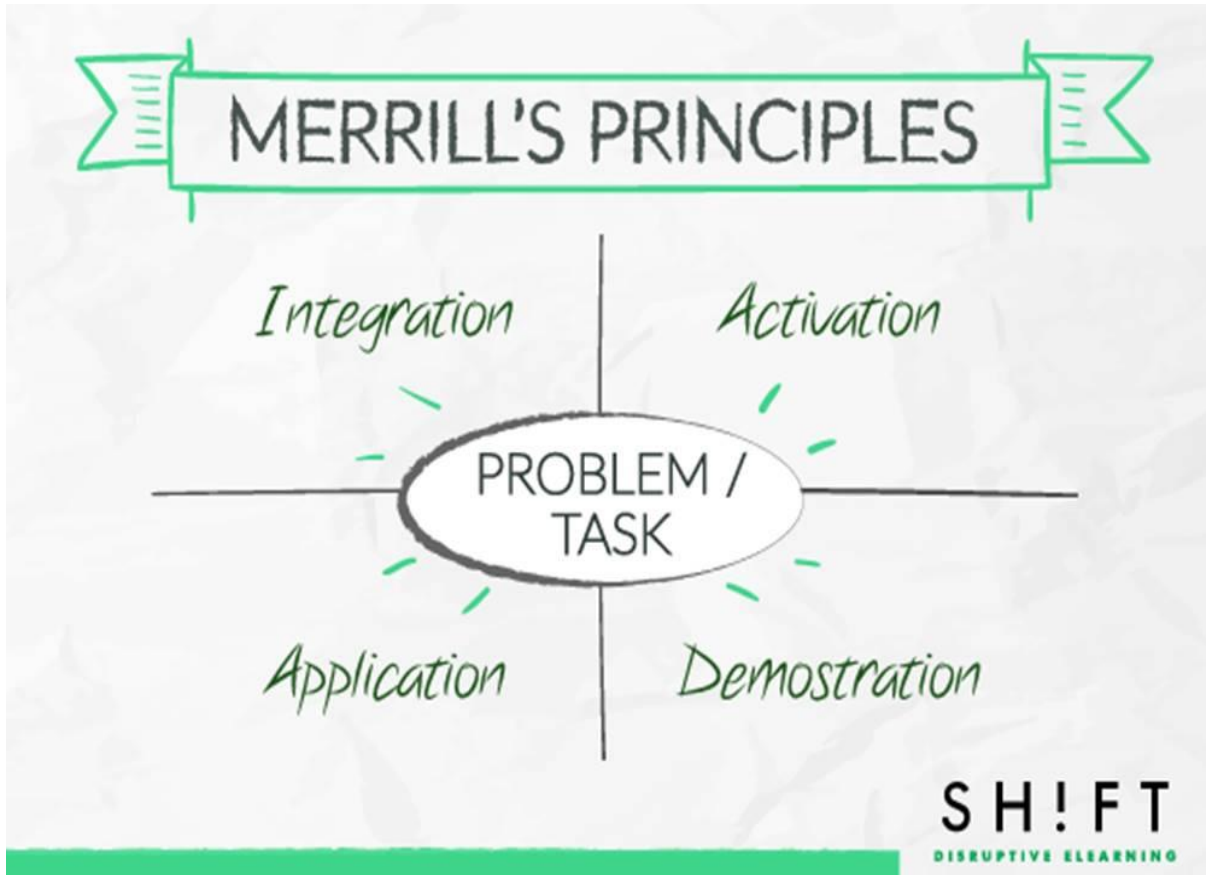 MERRILL'S PRINCIPLES
Integration
Activation
PROBLEM /
TASK
Application
Demostration
SH!FT
DISRUPTIVE ELEARNING